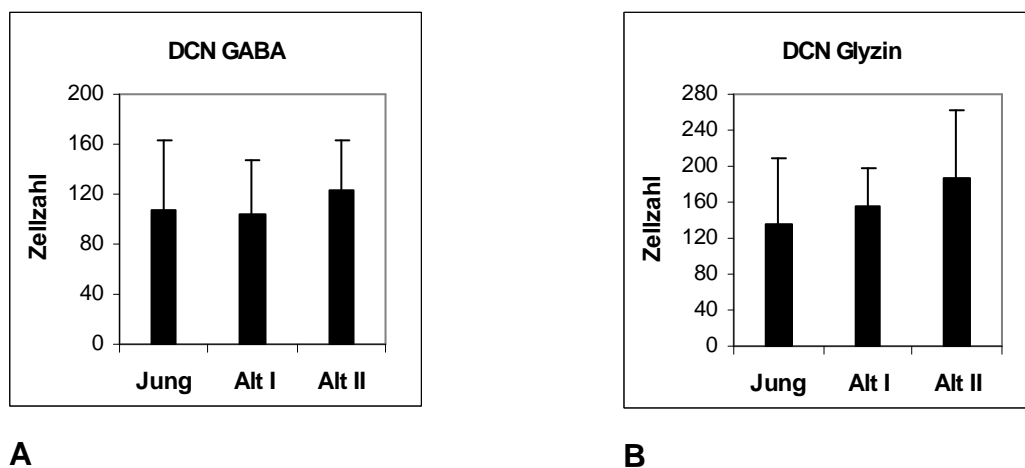 DCN GABA
200
160
120
80
40
0
Zellzahl
Jung Alt I Alt II
A
DCN Glyzin
280
240
200
160
120
80
40
0
Zellzahl
Jung Alt I Alt II
B